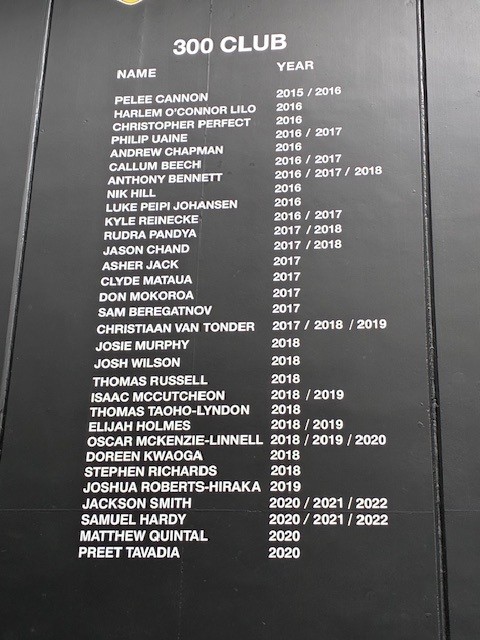 300 CLUB
NAME YEAR
PELEE CANNON 2015 / 2016
HARLEM O'CONNOR LILO 2016
CHRISTOPHER PERFECT 2016
PHILIP UAINE 2016 / 2017
ANDREW CHAPMAN 2016
CALLUM BEECH 2016 / 2017
ANTHONY BENNETT 2016 / 2017 / 2018
NIK HILL 2016
LUKE PEIPI JOHANSEN 2016
KYLE REINECKE 2016 / 2017
RUDRA PANDYA 2017 / 2018
JASON CHAND 2017 / 2018
ASHER JACK 2017
CLYDE MATAUA 2017
DON MOKOROA 2017
SAM BEREGATNOV 2017
CHRISTIAAN VAN TONDER 2017 / 2018 / 2019
JOSIE MURPHY 2018
JOSH WILSON 2018
THOMAS RUSSELL 2018
ISAAC MCCUTCHEON 2018 / 2019
THOMAS TAOHO-LYNDON 2018
ELIJAH HOLMES 2018 / 2019
OSCAR MCKENZIE-LINNELL 2018 / 2019 / 2020
DOREEN KWAOGA 2018
STEPHEN RICHARDS 2018
JOSHUA ROBERTS-HIRAKA 2019
JACKSON SMITH 2020 / 2021 / 2022
SAMUEL HARDY 2020 / 2021 / 2022
MATTHEW QUINTAL 2020
PREET TAVADIA 2020